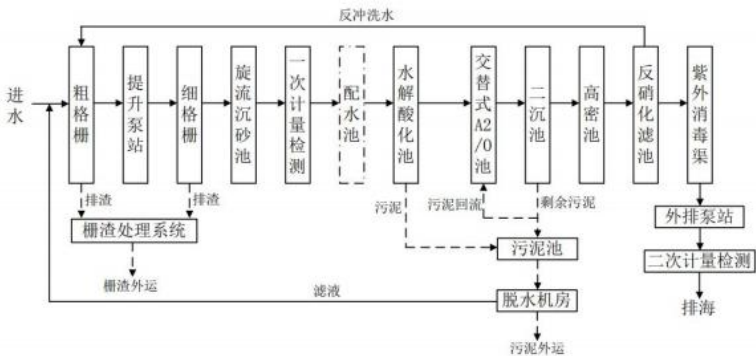 反冲洗水
进水
粗格栅
提升泵站
细格栅
旋流沉砂池
一次计量检测
配水池
水解酸化池
交替式A2/O池
二沉池
高密池
反硝化滤池
紫外消毒渠
排渣
排渣
污泥
污泥回流
剩余污泥
外排泵站
栅渣处理系统
污泥池
二次计量检测
栅渣外运
滤液
脱水机房
排海
污泥外运